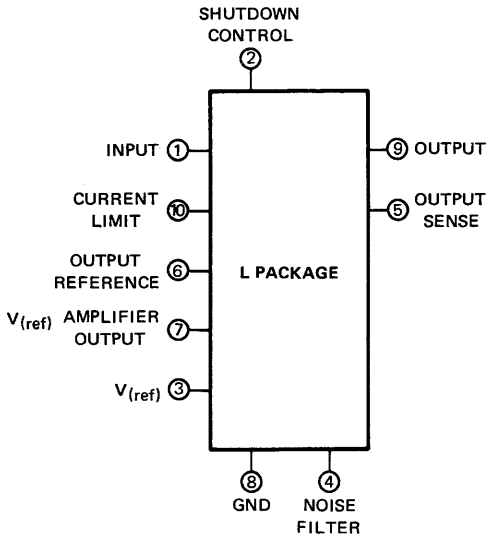 SHUTDOWN
CONTROL
2
INPUT 1
9 OUTPUT
CURRENT
LIMIT 10
5 OUTPUT
SENSE
OUTPUT
REFERENCE 6
L PACKAGE
V(ref) AMPLIFIER
OUTPUT 7
V(ref) 3
8
GND
4
NOISE
FILTER